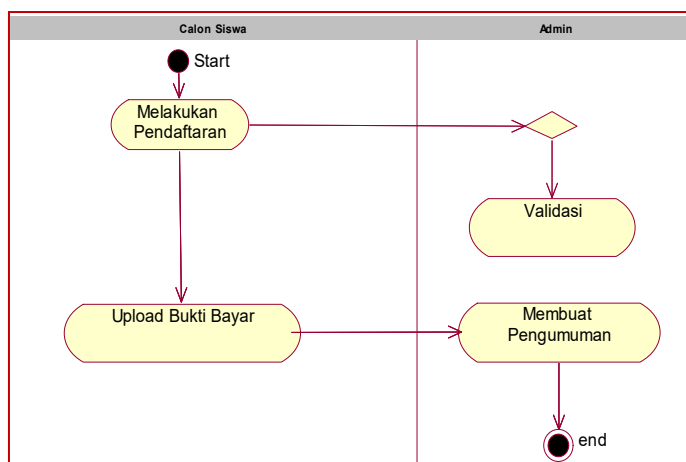 Calon Siswa
Admin
Start
Melakukan
Pendaftaran
Validasi
Upload Bukti Bayar
Membuat
Pengumuman
end